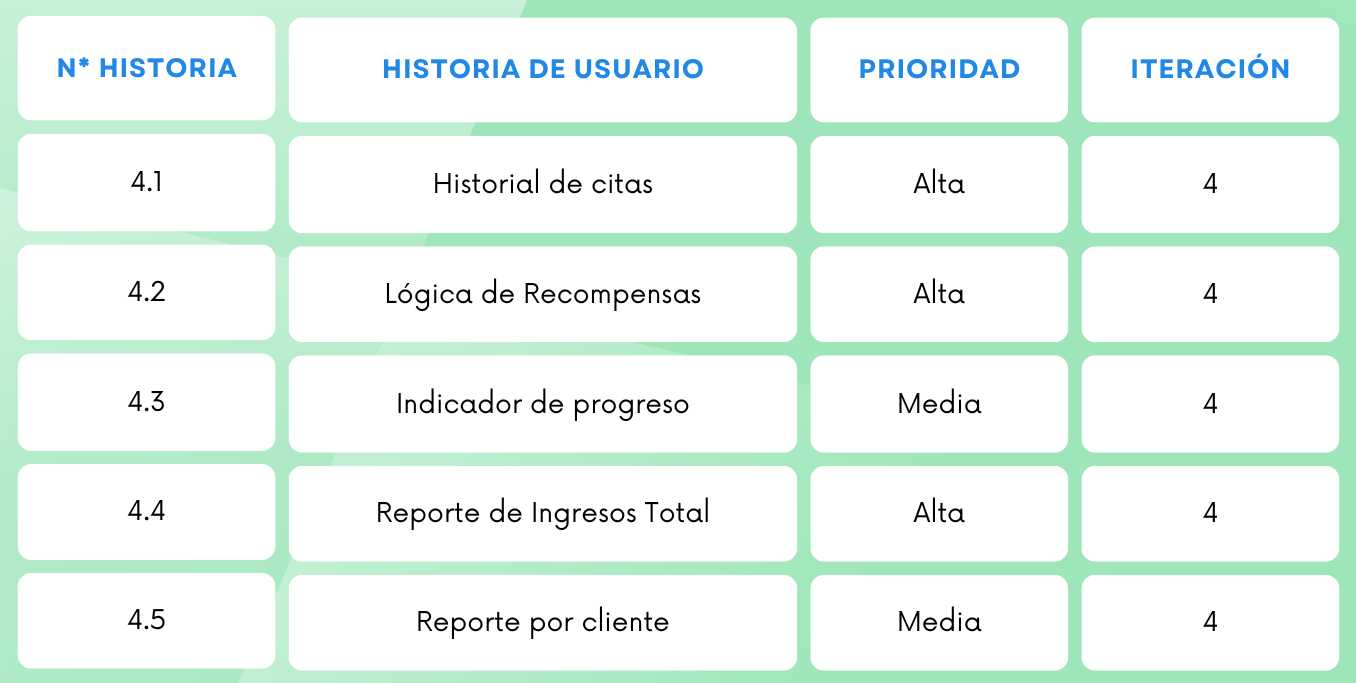 N* HISTORIA HISTORIA DE USUARIO PRIORIDAD ITERACIÓN
4.1 Historial de citas Alta 4
4.2 Lógica de Recompensas Alta 4
4.3 Indicador de progreso Media 4
4.4 Reporte de Ingresos Total Alta 4
4.5 Reporte por cliente Media 4